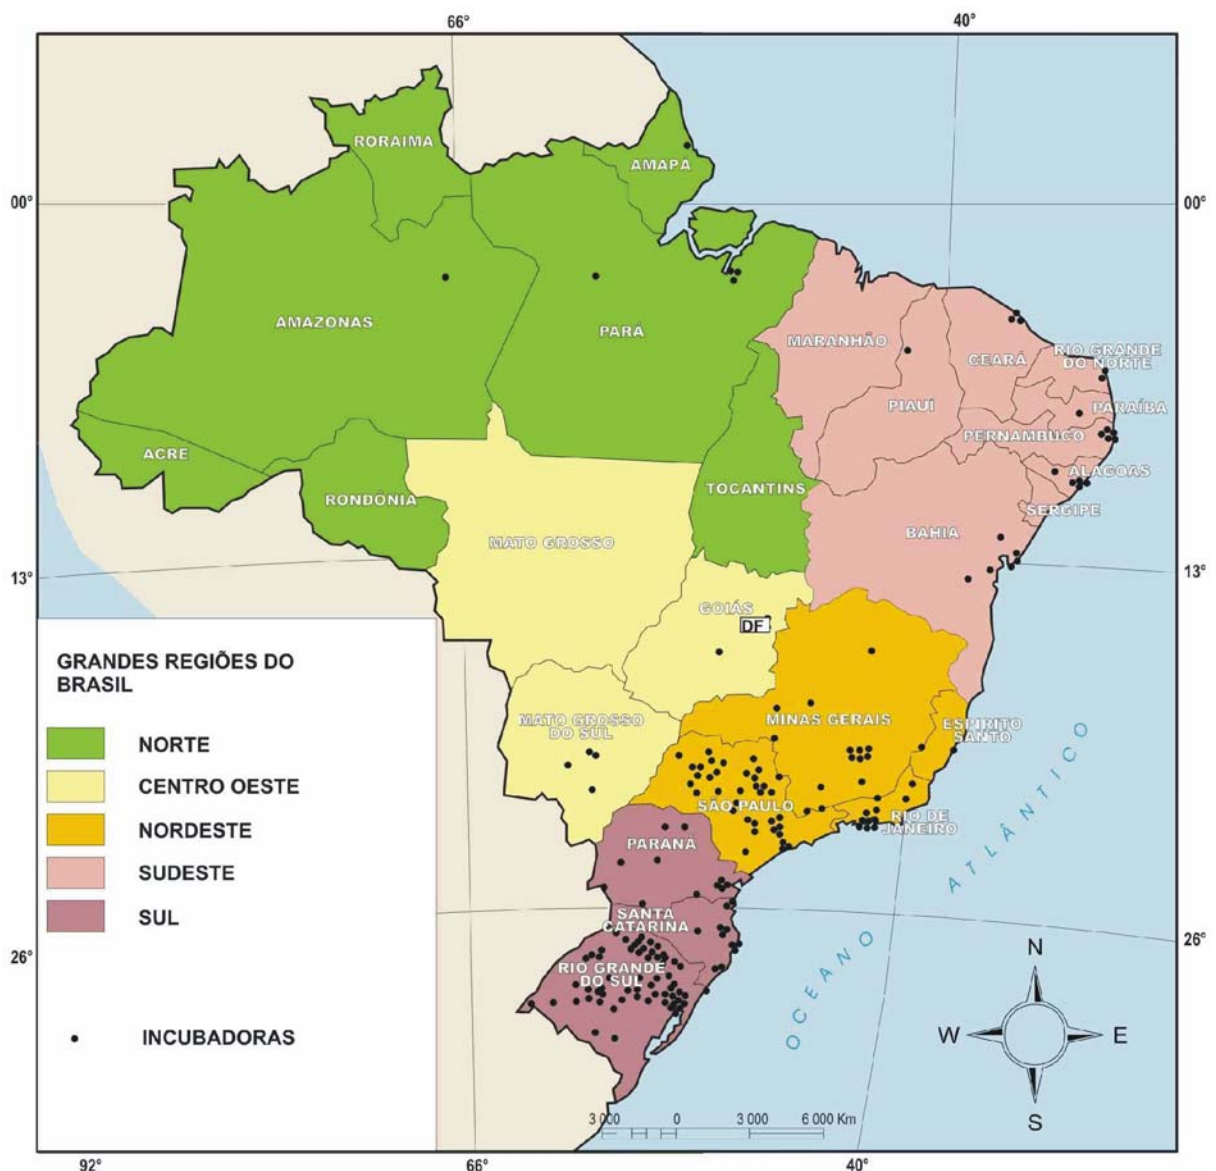 66°
40°
RORAIMA
AMAPÁ
00°
00°
AMAZONAS
PARÁ
MARANHÃO
CEARÁ
RIO GRANDE
DO NORTE
PIAUÍ
PARAÍBA
PERNAMBUCO
ACRE
ALAGOAS
RONDÔNIA
TOCANTINS
SERGIPE
BAHIA
MATO GROSSO
13°
13°
GOIÁS
DF
GRANDES REGIÕES DO
BRASIL
MATO GROSSO
DO SUL
MINAS GERAIS
ESPIRITO
SANTO
NORTE
CENTRO OESTE
NORDESTE
SUDESTE
SUL
SÃO PAULO
RIO DE
JANEIRO
PARANÁ
SANTA
CATARINA
RIO GRANDE
DO SUL
OCEANO ATLÂNTICO
26°
26°
INCUBADORAS
N
W
E
S
3 000 0 3 000 6 000 Km
92°
66°
40°